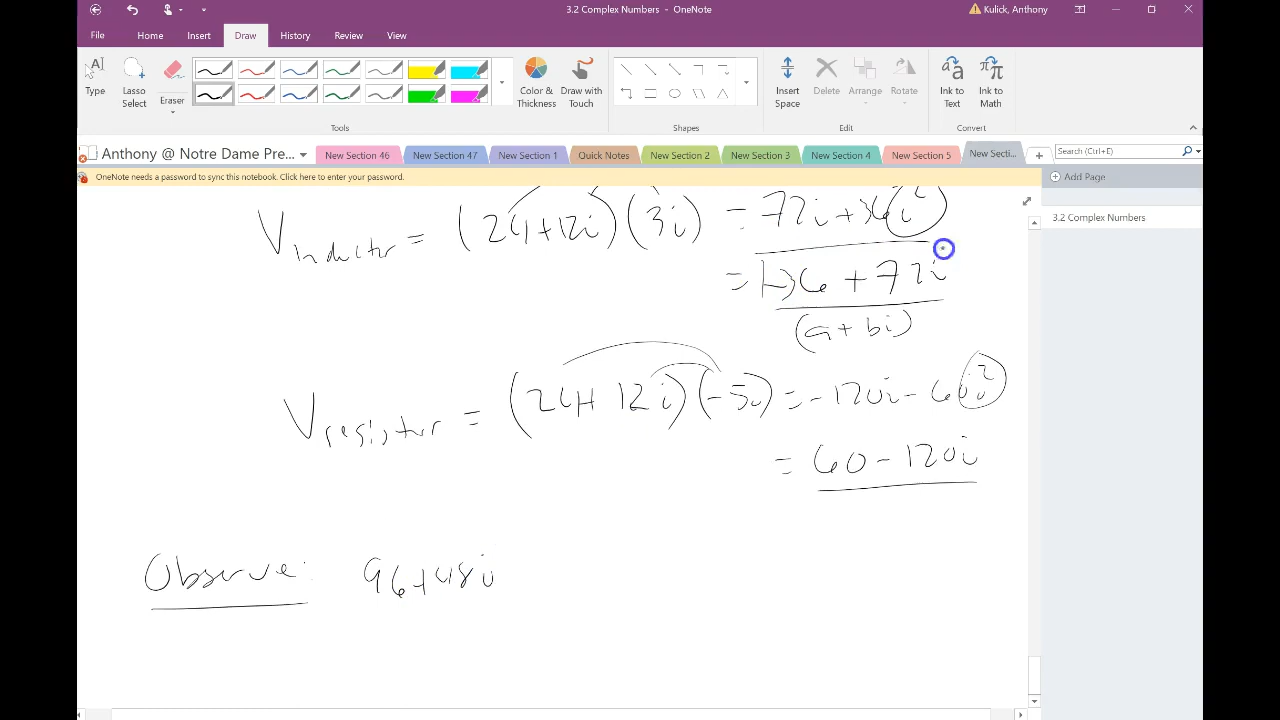 3.2 Complex Numbers - OneNote
Kulick, Anthony
File Home Insert Draw History Review View
Type
Lasso Select
Eraser
Color & Thickness
Draw with Touch
Insert Space
Delete
Arrange
Rotate
Ink to Text
Ink to Math
Tools
Shapes
Edit
Convert
Anthony @ Notre Dame Pre...
New Section 46
New Section 47
New Section 1
Quick Notes
New Section 2
New Section 3
New Section 4
New Section 5
New Secti...
Search (Ctrl+E)
OneNote needs a password to sync this notebook. Click here to enter your password.
Add Page
3.2 Complex Numbers
V inductor = (24+12i)(3i) = 72i+36i²
= -36 + 72i
(a+bi)
V resistor = (24+12i)(-5i) = -120i - 60i²
= 60 - 120i
Observe: 96+48i